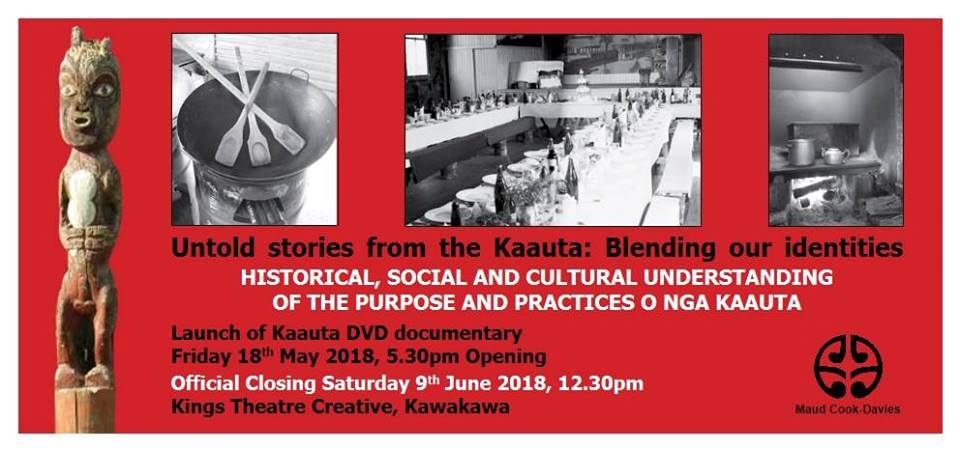 Untold stories from the Kaauta: Blending our identities
HISTORICAL, SOCIAL AND CULTURAL UNDERSTANDING
OF THE PURPOSE AND PRACTICES O NGA KAAUTA
Launch of Kaauta DVD documentary
Friday 18th May 2018, 5.30pm Opening
Official Closing Saturday 9th June 2018, 12.30pm
Kings Theatre Creative, Kawakawa
Maud Cook-Davies